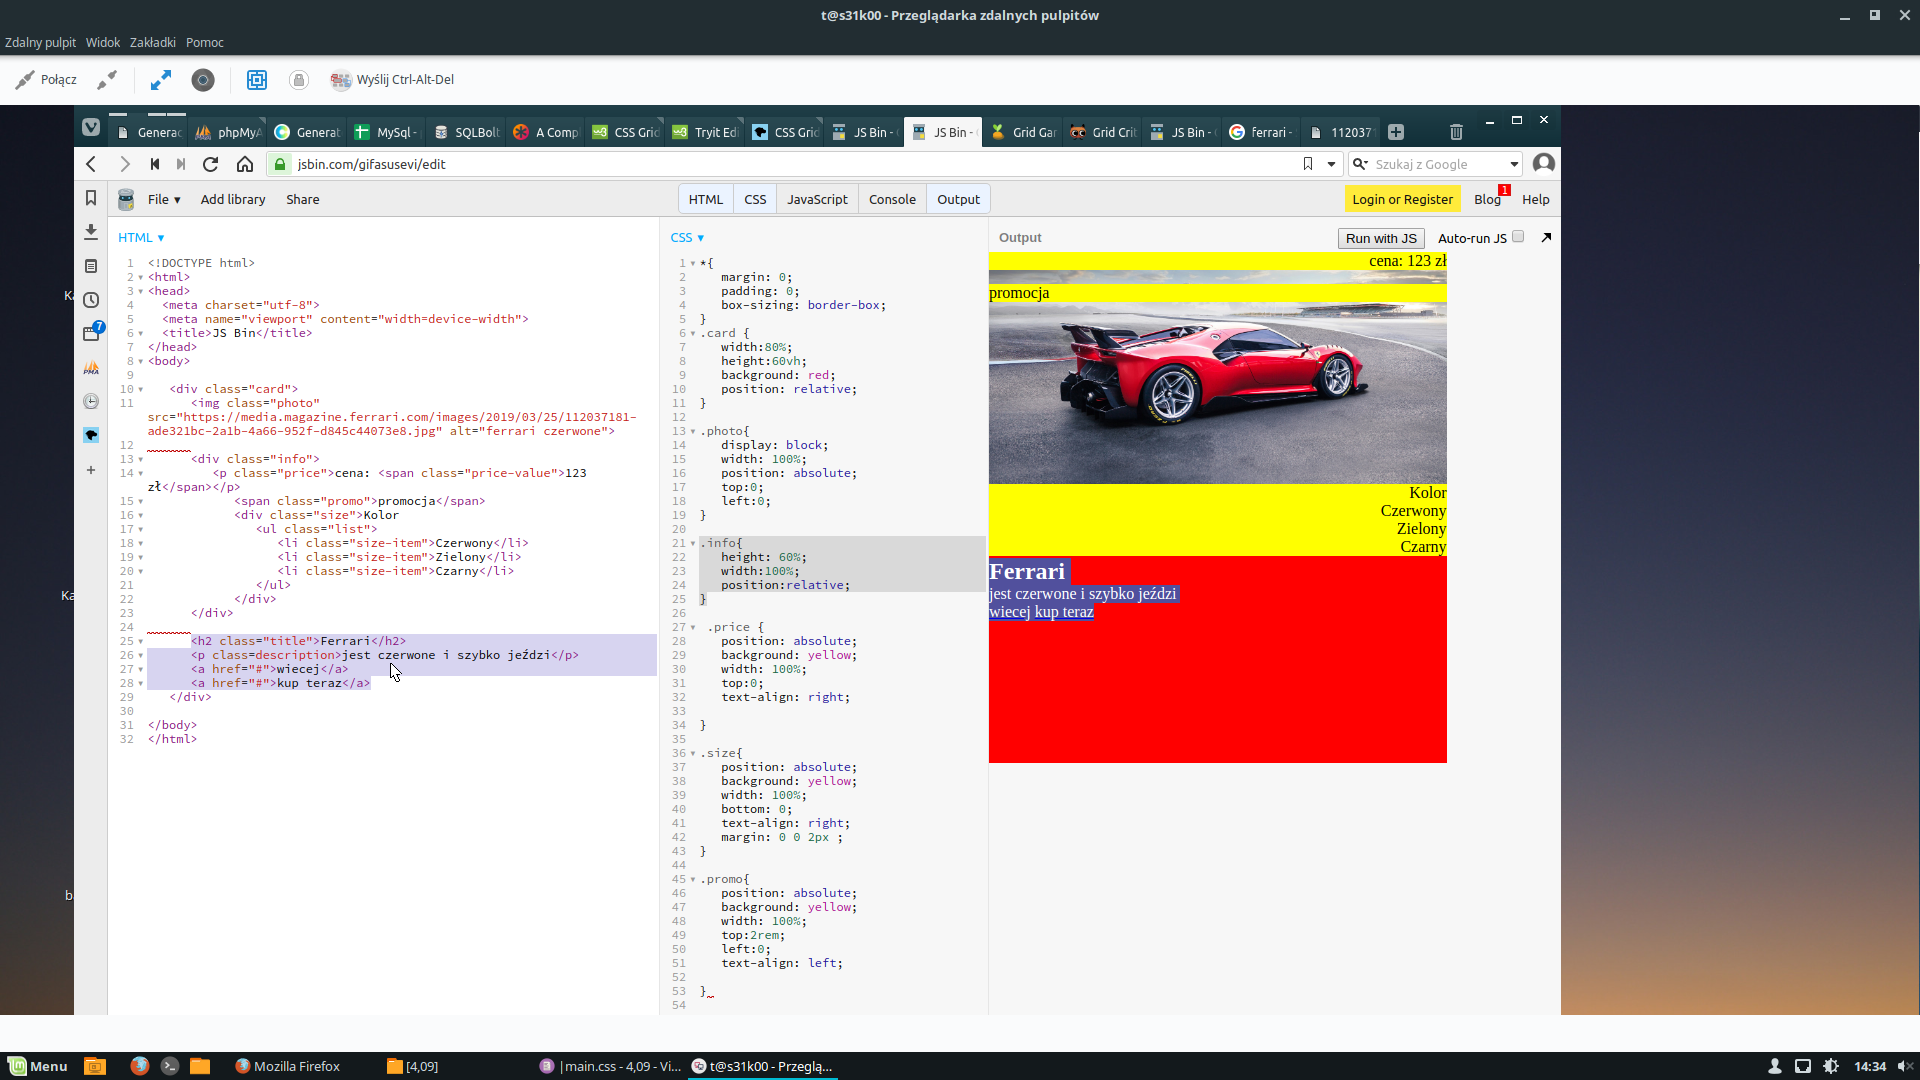 t@s31k00 - Przeglądarka zdalnych pulpitów
Zdalny pulpit Widok Zakładki Pomoc
Połącz Wyślij Ctrl-Alt-Del
Generac phpMyA Generat MySql - SQLBolt A Comp CSS Grid Tryit Edi CSS Grid JS Bin - JS Bin - Grid Gar Grid Crit JS Bin - ferrari - 112037
jsbin.com/gifasusevi/edit
Szukaj z Google
File ▾ Add library Share
HTML CSS JavaScript Console Output
Login or Register Blog 1 Help
7
PMA
HTML ▾
1 <!DOCTYPE html>
2 <html>
3 <head>
4 <meta charset="utf-8">
5 <meta name="viewport" content="width=device-width">
6 <title>JS Bin</title>
7 </head>
8 <body>
9
10 <div class="card">
11 <img class="photo"
src="https://media.magazine.ferrari.com/images/2019/03/25/112037181-
ade321bc-2a1b-4a66-952f-d845c44073e8.jpg" alt="ferrari czerwone">
12
13 <div class="info">
14 <p class="price">cena: <span class="price-value">123
zł</span></p>
15 <span class="promo">promocja</span>
16 <div class="size">Kolor
17 <ul class="list">
18 <li class="size-item">Czerwony</li>
19 <li class="size-item">Zielony</li>
20 <li class="size-item">Czarny</li>
21 </ul>
22 </div>
23 </div>
24
25 <h2 class="title">Ferrari</h2>
26 <p class=description>jest czerwone i szybko jeździ</p>
27 <a href="#">wiecej</a>
28 <a href="#">kup teraz</a>
29 </div>
30
31 </body>
32 </html>
CSS ▾
1 *{
2 margin: 0;
3 padding: 0;
4 box-sizing: border-box;
5 }
6 .card {
7 width:80%;
8 height:60vh;
9 background: red;
10 position: relative;
11 }
12
13 .photo{
14 display: block;
15 width: 100%;
16 position: absolute;
17 top:0;
18 left:0;
19 }
20
21 .info{
22 height: 60%;
23 width:100%;
24 position:relative;
25 }
26
27 .price {
28 position: absolute;
29 background: yellow;
30 width: 100%;
31 top:0;
32 text-align: right;
33
34 }
35
36 .size{
37 position: absolute;
38 background: yellow;
39 width: 100%;
40 bottom: 0;
41 text-align: right;
42 margin: 0 0 2px ;
43 }
44
45 .promo{
46 position: absolute;
47 background: yellow;
48 width: 100%;
49 top:2rem;
50 left:0;
51 text-align: left;
52
53 }
54
Output Run with JS Auto-run JS
cena: 123 zł
promocja
Kolor
Czerwony
Zielony
Czarny
Ferrari
jest czerwone i szybko jeździ
wiecej kup teraz
Ka
Ka
b
Menu Mozilla Firefox [4,09] |main.css - 4,09 - Vi... t@s31k00 - Przeglą... 14:34